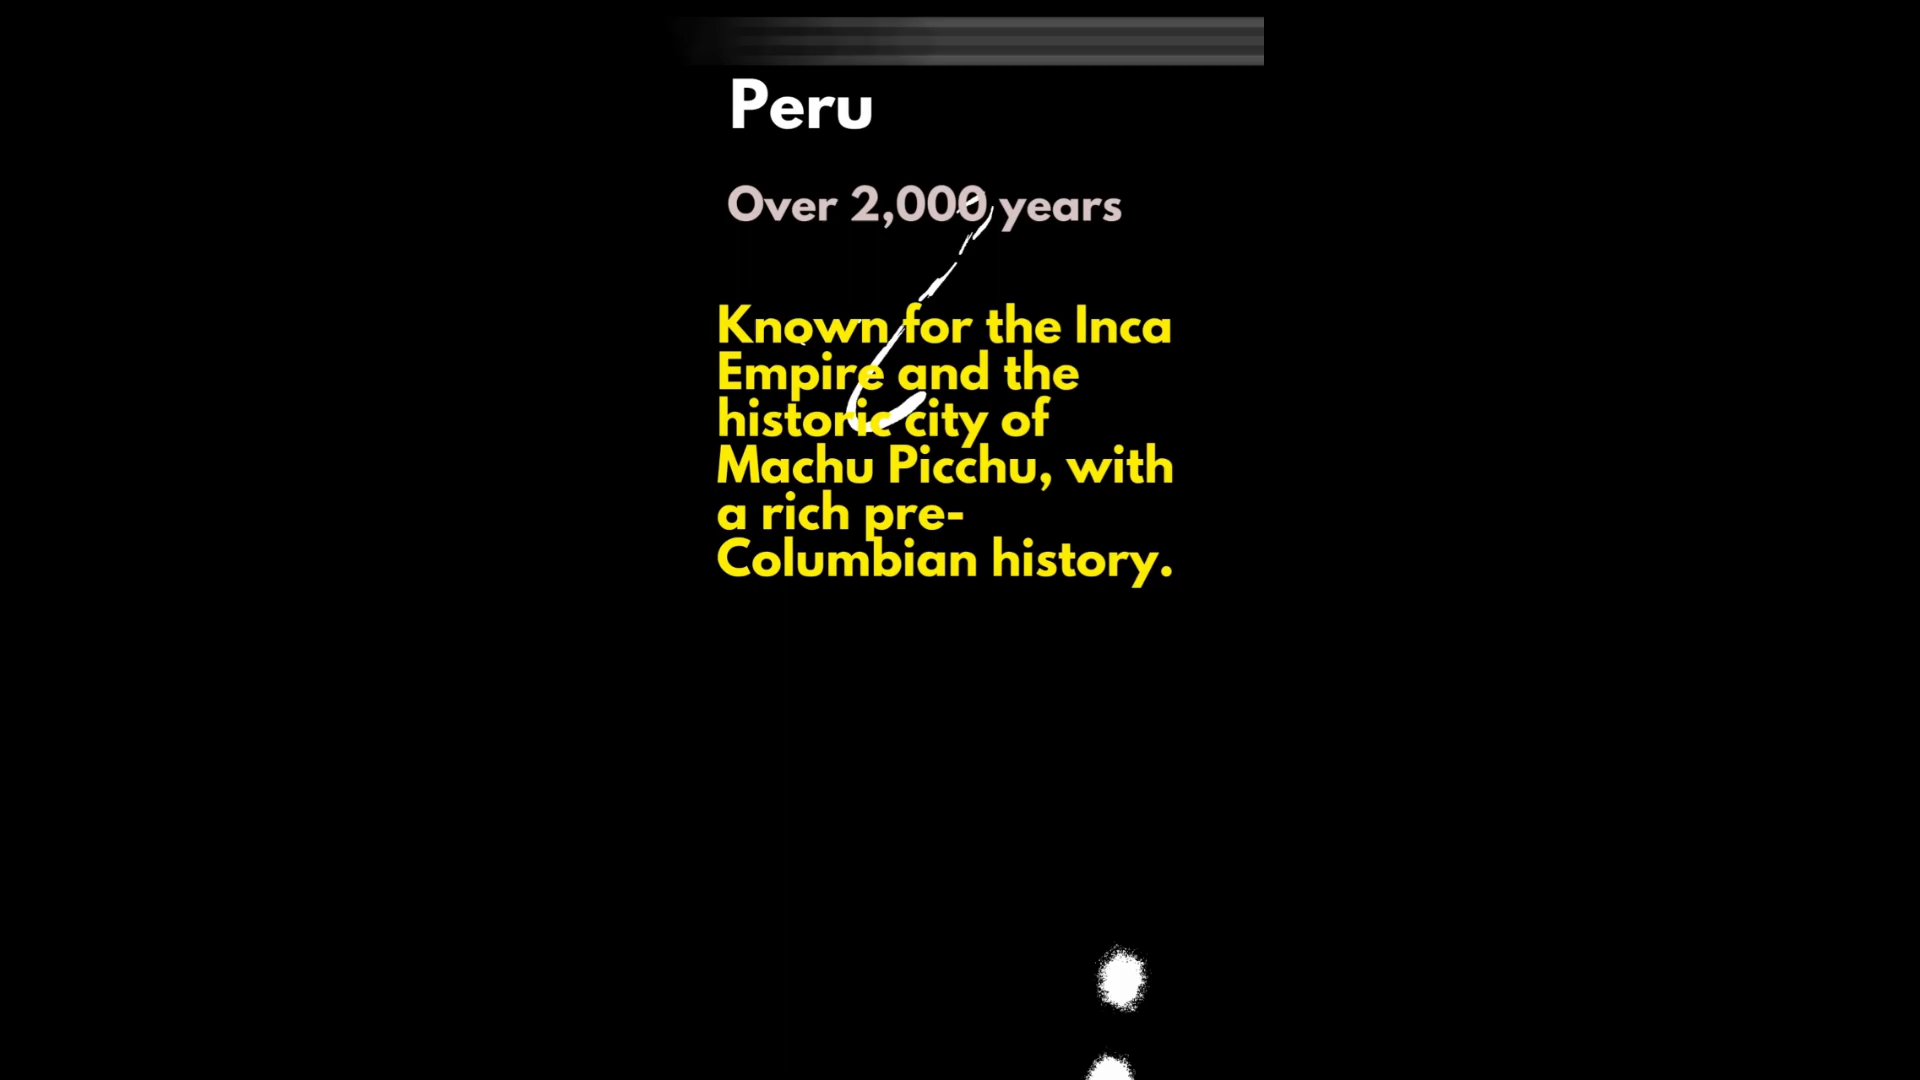 Peru
Over 2,000 years
Known for the Inca
Empire and the
historic city of
Machu Picchu, with
a rich pre-
Columbian history.